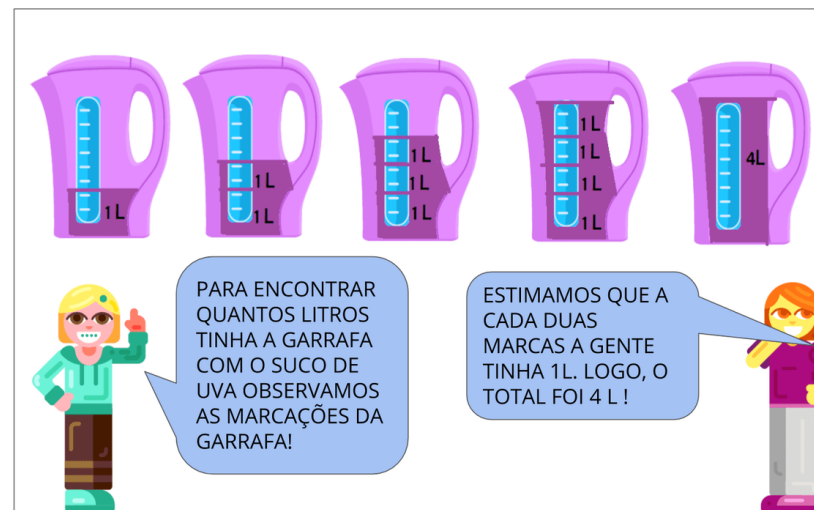 1 L
1 L
1 L
1 L
1 L
1 L
1 L
1 L
1 L
1 L
4L
PARA ENCONTRAR
QUANTOS LITROS
TINHA A GARRAFA
COM O SUCO DE
UVA OBSERVAMOS
AS MARCAÇÕES DA
GARRAFA!
ESTIMAMOS QUE A
CADA DUAS
MARCAS A GENTE
TINHA 1L. LOGO, O
TOTAL FOI 4 L !